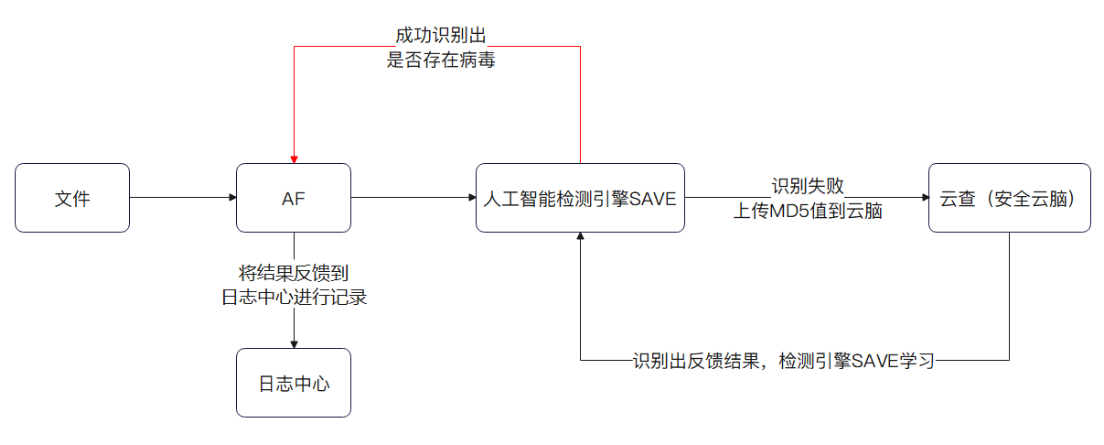 成功识别出
是否存在病毒
文件
AF
人工智能检测引擎SAVE
识别失败
上传MD5值到云脑
云查（安全云脑）
将结果反馈到
日志中心进行记录
识别出反馈结果，检测引擎SAVE学习
日志中心